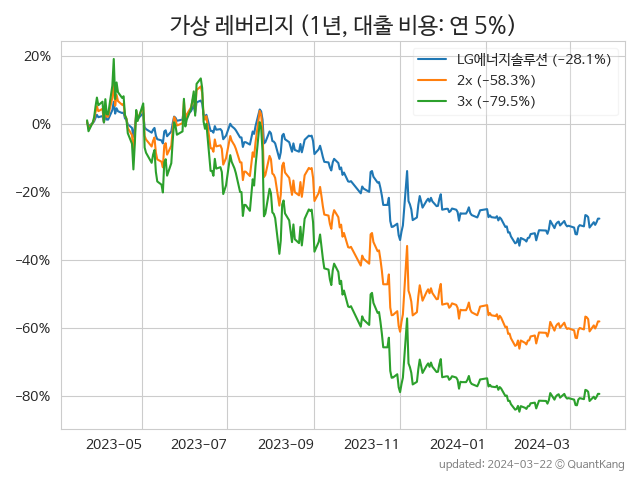 가상 레버리지 (1년, 대출 비용: 연 5%)
LG에너지솔루션 (−28.1%)
2x (−58.3%)
3x (−79.5%)
20%
0%
−20%
−40%
−60%
−80%
2023-05 2023-07 2023-09 2023-11 2024-01 2024-03
updated: 2024-03-22 © QuantKang